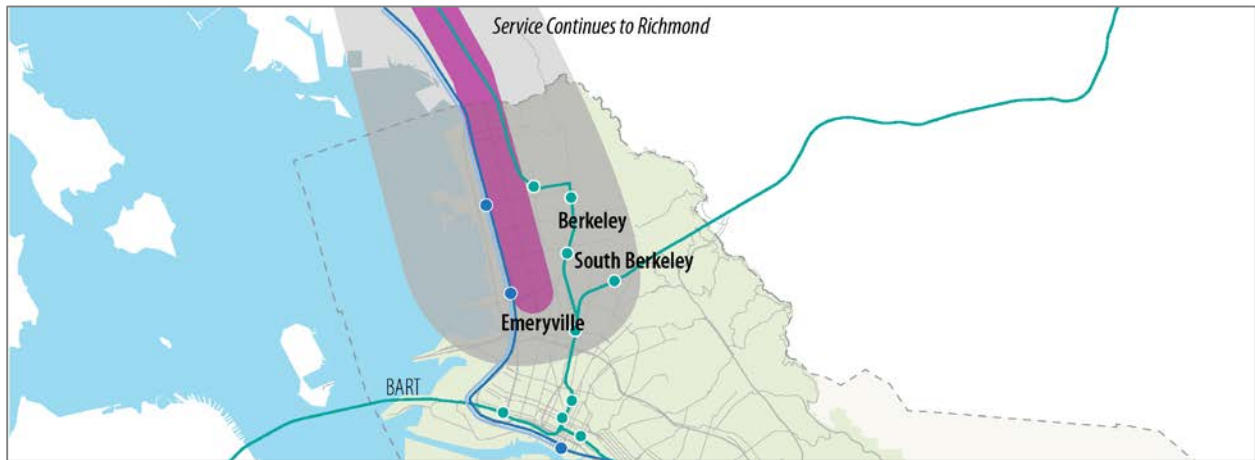 Service Continues to Richmond
Berkeley
South Berkeley
Emeryville
BART